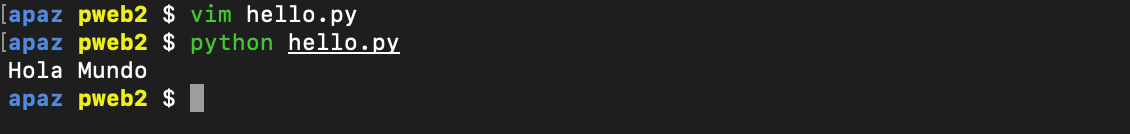 [apaz pweb2 $ vim hello.py
[apaz pweb2 $ python hello.py
Hola Mundo
apaz pweb2 $